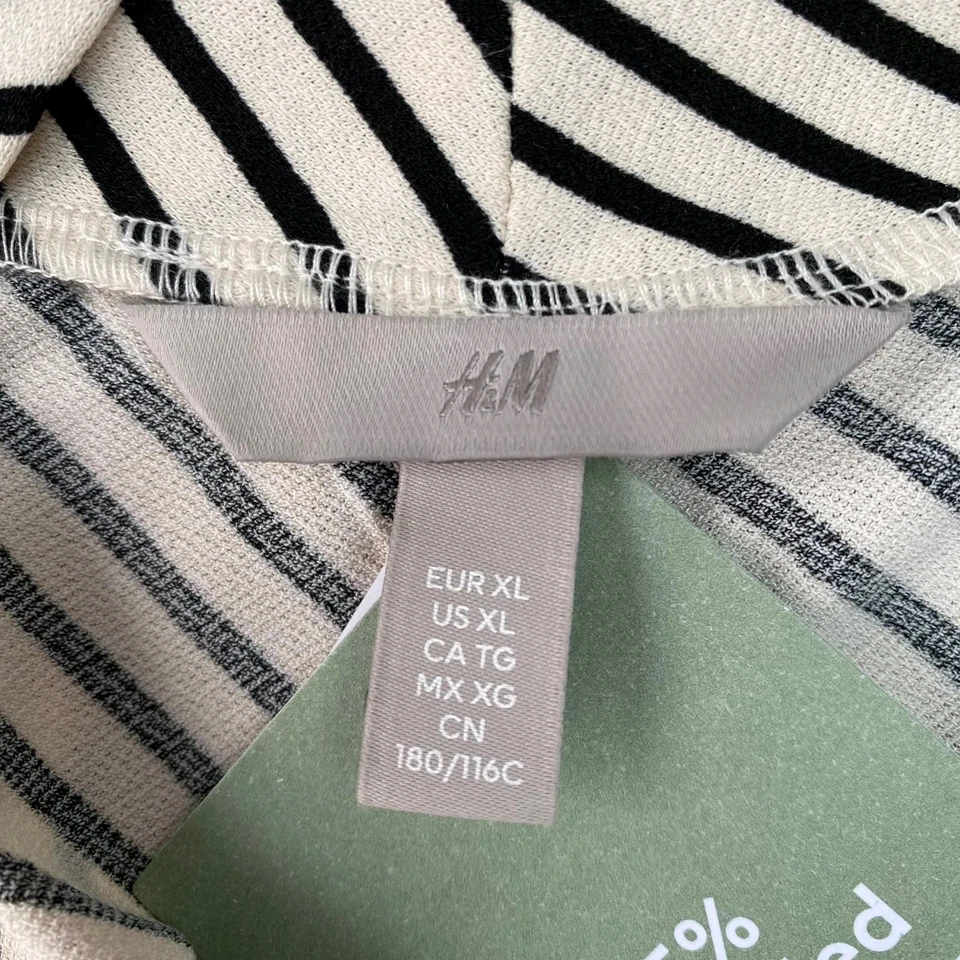 H&M
EUR XL
US XL
CA TG
MX XG
CN
180/116C
%